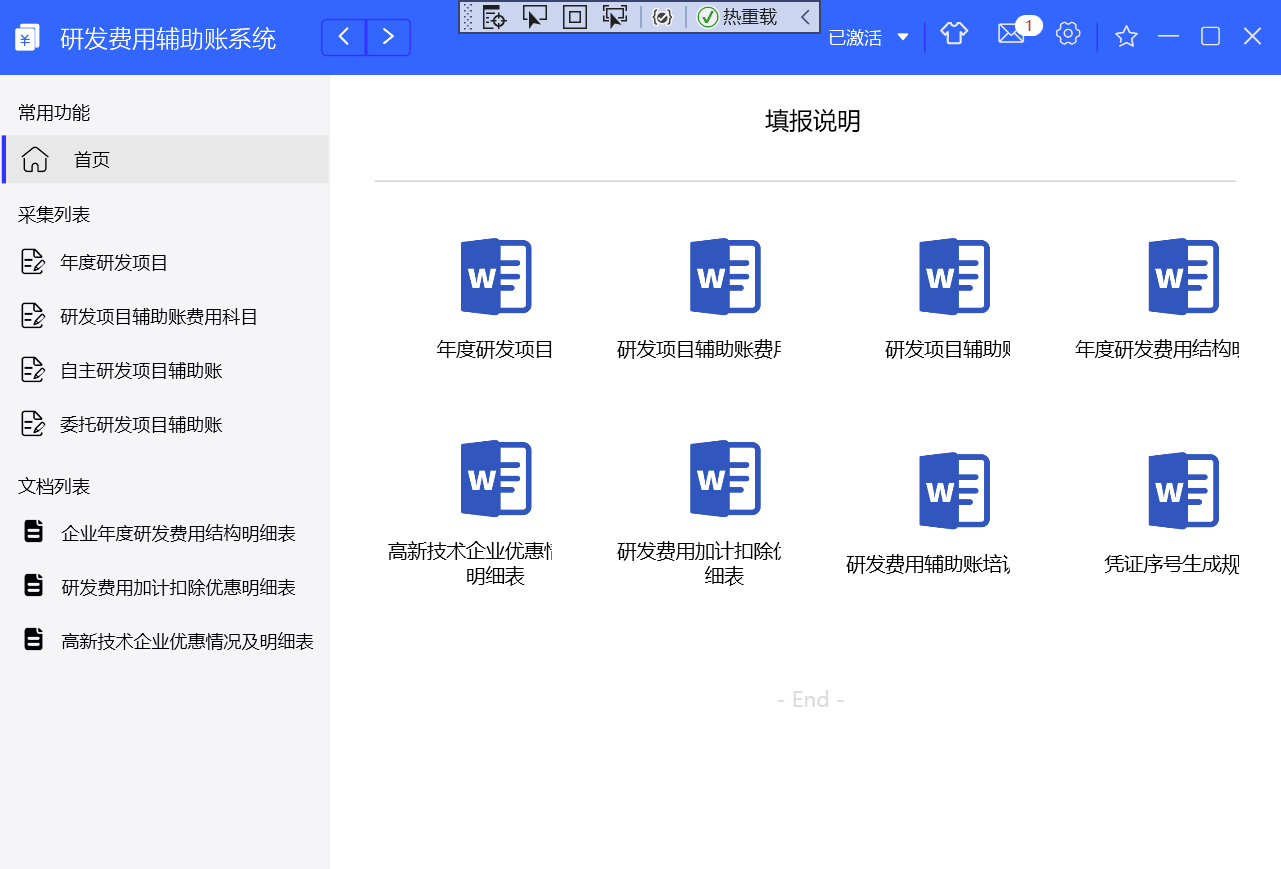 研发费用辅助账系统
热重载
已激活
1
常用功能
首页
采集列表
年度研发项目
研发项目辅助账费用科目
自主研发项目辅助账
委托研发项目辅助账
文档列表
企业年度研发费用结构明细表
研发费用加计扣除优惠明细表
高新技术企业优惠情况及明细表
填报说明
W
W
W
W
年度研发项目
研发项目辅助账费
研发项目辅助
年度研发费用结构
W
W
W
W
高新技术企业优惠
明细表
研发费用加计扣除
细表
研发费用辅助账培
凭证序号生成规
- End -